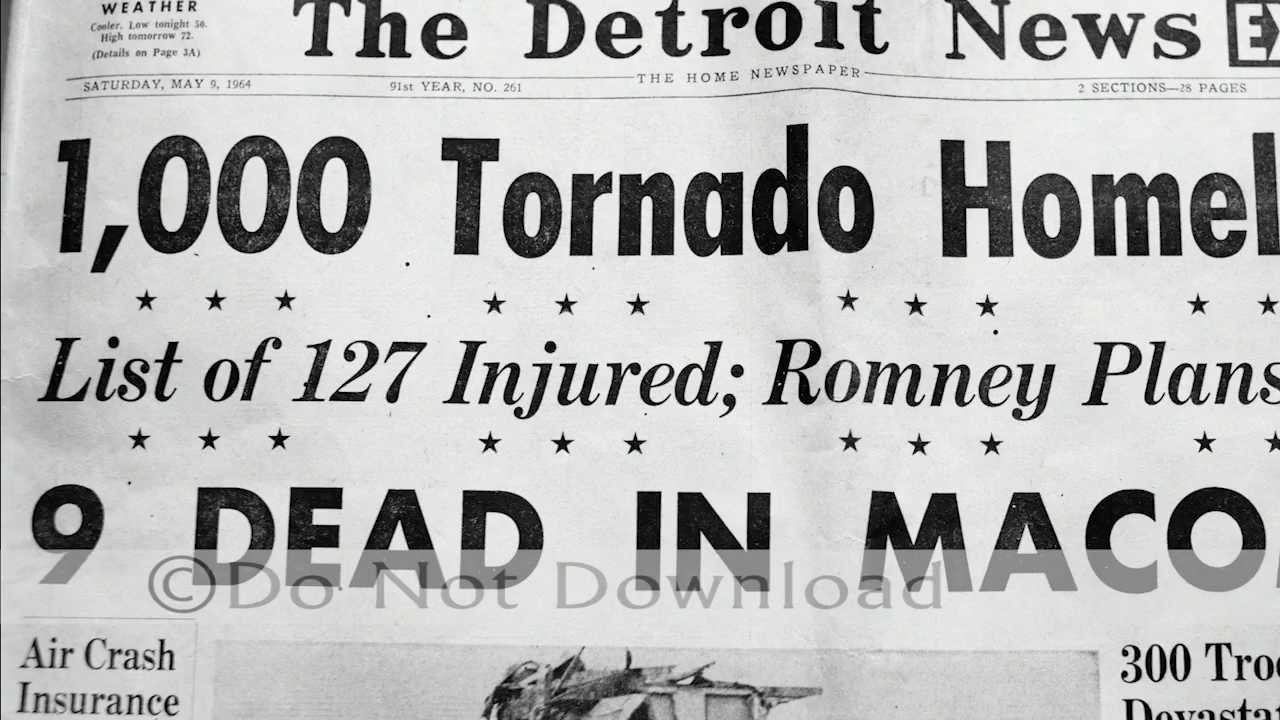 WEATHER
Cooler. Low tonight 50.
High tomorrow 72.
(Details on Page 3A)
The Detroit News
THE HOME NEWSPAPER
SATURDAY, MAY 9, 1964 91st YEAR, NO. 261 2 SECTIONS—28 PAGES
1,000 Tornado Homel
★ ★ ★ ★ ★ ★ ★ ★ ★ ★ ★
List of 127 Injured; Romney Plans
★ ★ ★ ★ ★ ★ ★ ★ ★ ★ ★
9 DEAD IN MACO
©Do Not Download
Air Crash
Insurance
300 Troo
Devastat